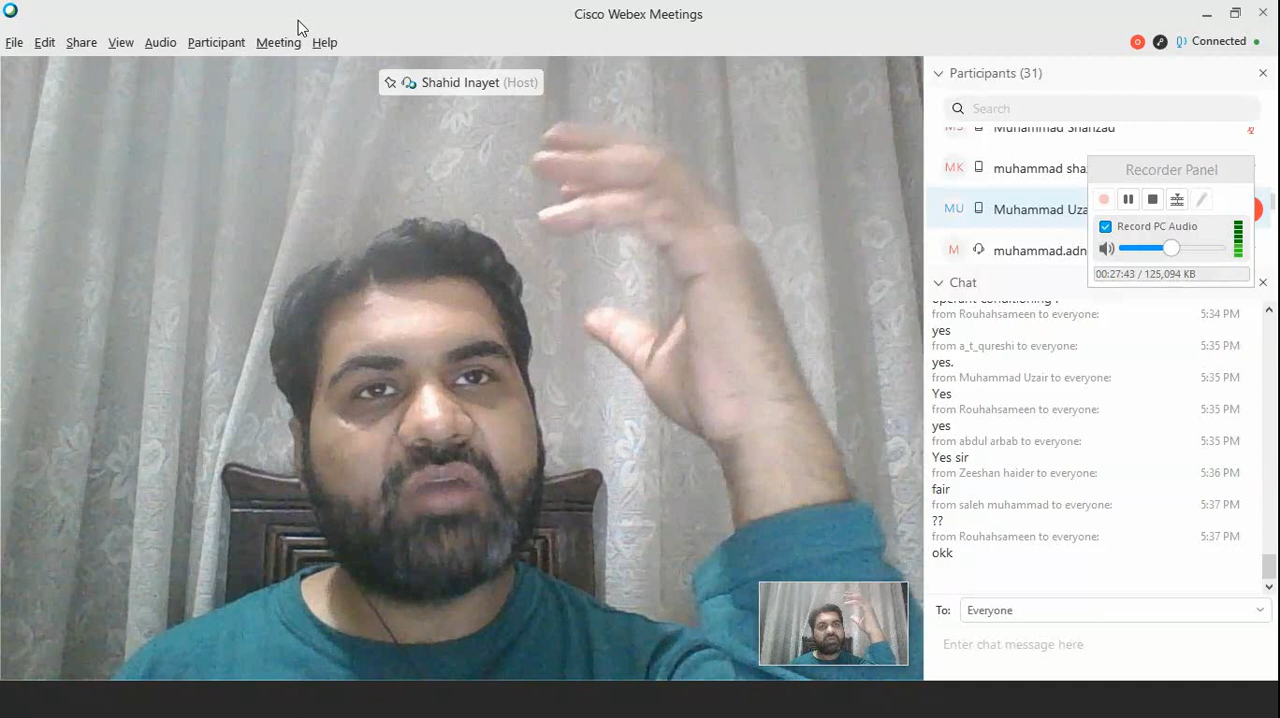 Cisco Webex Meetings
File Edit Share View Audio Participant Meeting Help
Connected
Shahid Inayet (Host)
Participants (31)
Search
Muhammad Shahzad
MK muhammad sha
MU Muhammad Uza
M muhammad.adn
Recorder Panel
Record PC Audio
00:27:43 / 125,094 KB
Chat
operant conditioning ?
from Rouhahsameen to everyone: 5:34 PM
yes
from a_t_qureshi to everyone: 5:35 PM
yes.
from Muhammad Uzair to everyone: 5:35 PM
Yes
from Rouhahsameen to everyone: 5:35 PM
yes
from abdul arbab to everyone: 5:35 PM
Yes sir
from Zeeshan haider to everyone: 5:36 PM
fair
from saleh muhammad to everyone: 5:37 PM
??
from Rouhahsameen to everyone: 5:37 PM
okk
To: Everyone
Enter chat message here